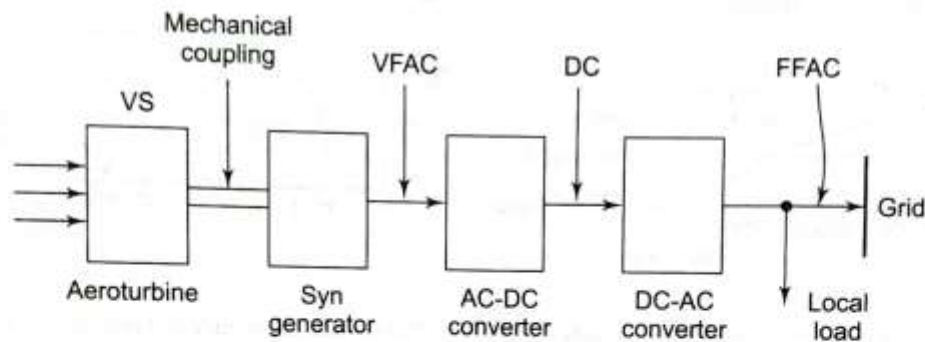 Mechanical
coupling
VFAC
DC
FFAC
VS
Grid
Aeroturbine
Syn
generator
AC-DC
converter
DC-AC
converter
Local
load